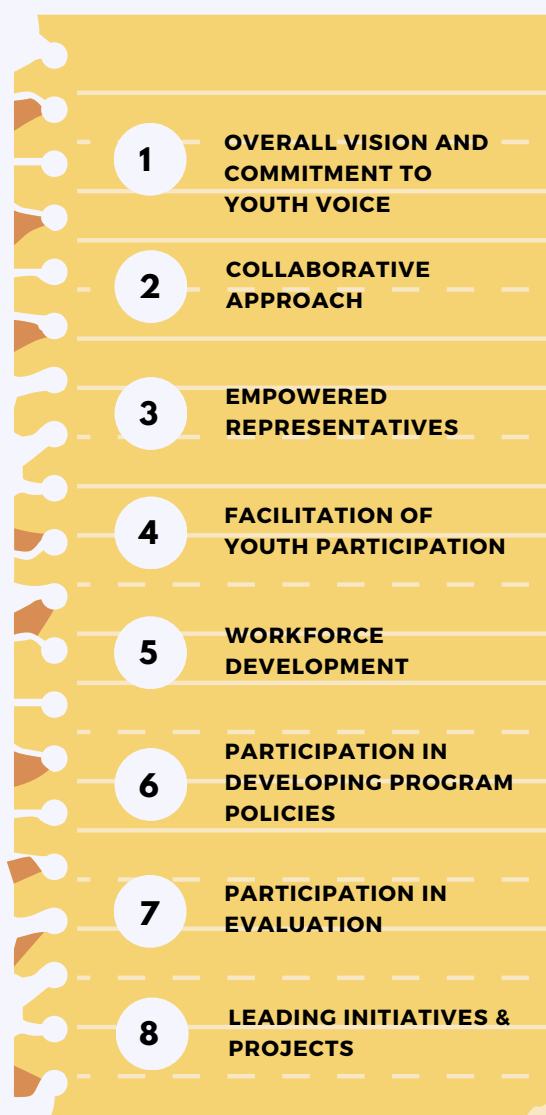 1
OVERALL VISION AND
COMMITMENT TO
YOUTH VOICE
2
COLLABORATIVE
APPROACH
3
EMPOWERED
REPRESENTATIVES
4
FACILITATION OF
YOUTH PARTICIPATION
5
WORKFORCE
DEVELOPMENT
6
PARTICIPATION IN
DEVELOPING PROGRAM
POLICIES
7
PARTICIPATION IN
EVALUATION
8
LEADING INITIATIVES &
PROJECTS